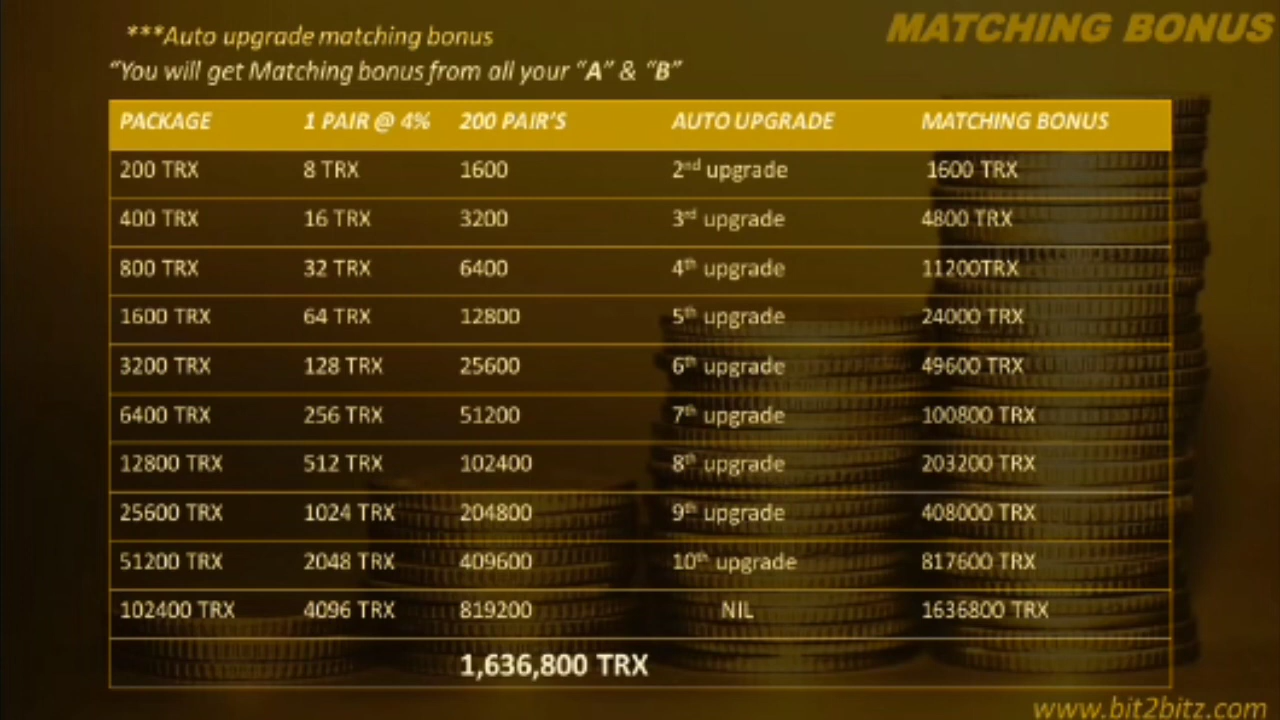 MATCHING BONUS
***Auto upgrade matching bonus
“You will get Matching bonus from all your “A” & “B”
PACKAGE 1 PAIR @ 4% 200 PAIR’S AUTO UPGRADE MATCHING BONUS
200 TRX 8 TRX 1600 2nd upgrade 1600 TRX
400 TRX 16 TRX 3200 3rd upgrade 4800 TRX
800 TRX 32 TRX 6400 4th upgrade 11200TRX
1600 TRX 64 TRX 12800 5th upgrade 24000 TRX
3200 TRX 128 TRX 25600 6th upgrade 49600 TRX
6400 TRX 256 TRX 51200 7th upgrade 100800 TRX
12800 TRX 512 TRX 102400 8th upgrade 203200 TRX
25600 TRX 1024 TRX 204800 9th upgrade 408000 TRX
51200 TRX 2048 TRX 409600 10th upgrade 817600 TRX
102400 TRX 4096 TRX 819200 NIL 1636800 TRX
1,636,800 TRX
www.bit2bitz.com